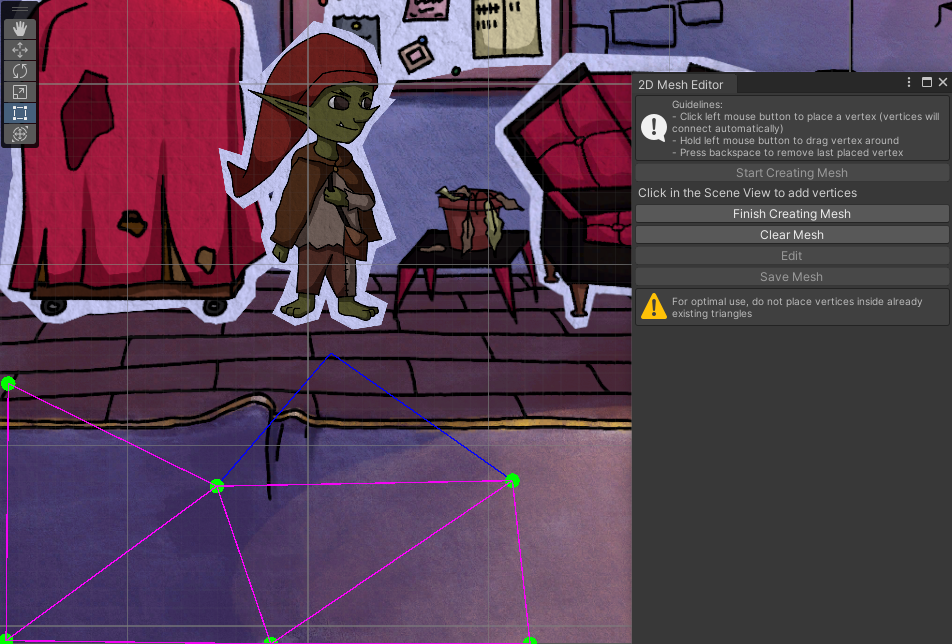 2D Mesh Editor
Guidelines:
- Click left mouse button to place a vertex (vertices will
connect automatically)
- Hold left mouse button to drag vertex around
- Press backspace to remove last placed vertex
Start Creating Mesh
Click in the Scene View to add vertices
Finish Creating Mesh
Clear Mesh
Edit
Save Mesh
For optimal use, do not place vertices inside already
existing triangles